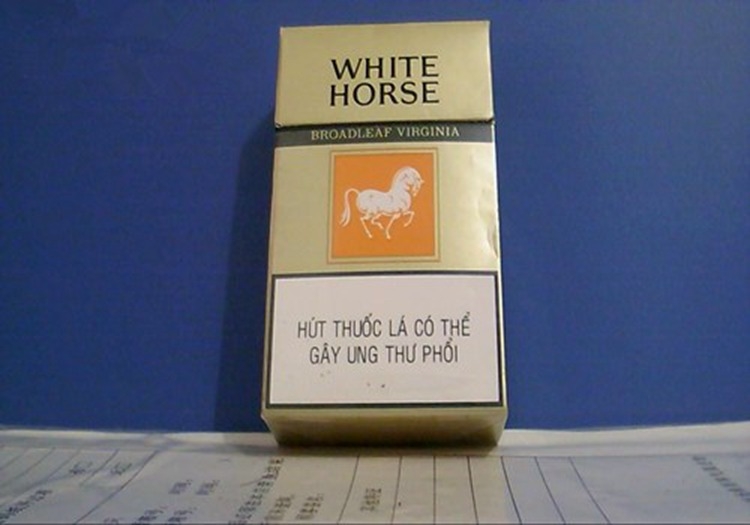 WHITE
HORSE
BROADLEAF VIRGINIA
HÚT THUỐC LÁ CÓ THỂ
GÂY UNG THƯ PHỔI